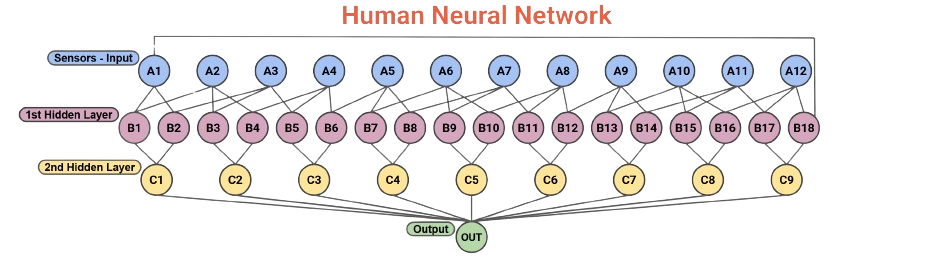 Human Neural Network
Sensors - Input
A1 A2 A3 A4 A5 A6 A7 A8 A9 A10 A11 A12
1st Hidden Layer
B1 B2 B3 B4 B5 B6 B7 B8 B9 B10 B11 B12 B13 B14 B15 B16 B17 B18
2nd Hidden Layer
C1 C2 C3 C4 C5 C6 C7 C8 C9
Output
OUT